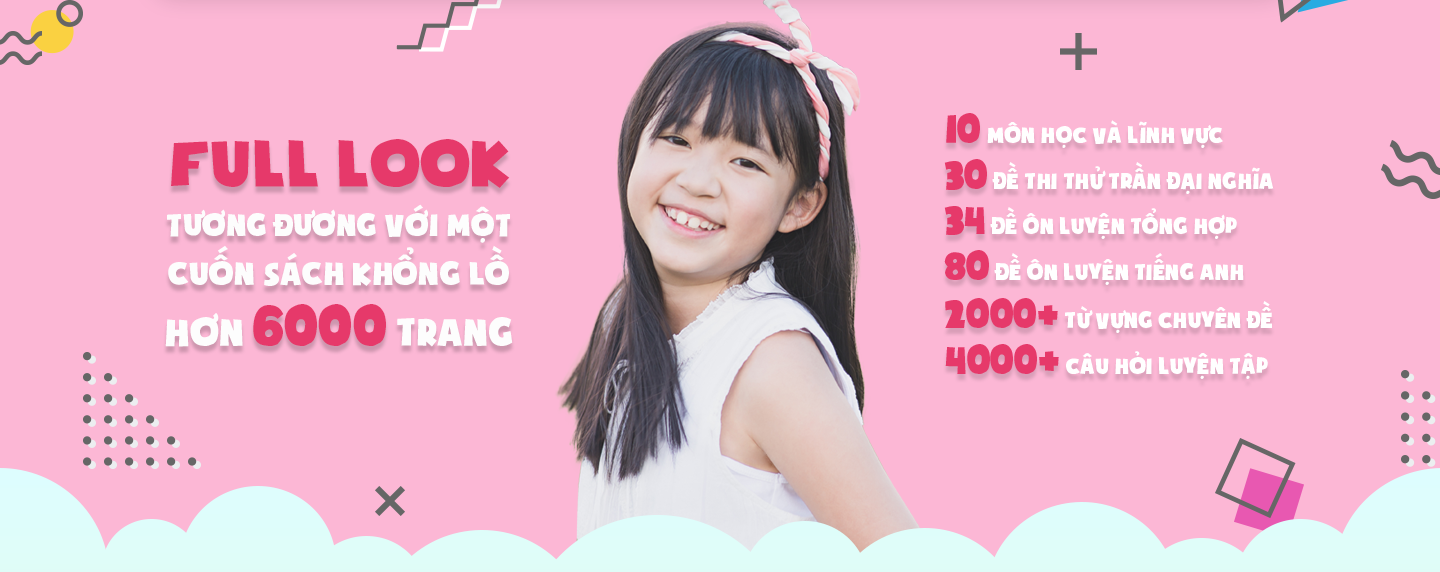 FULL LOOK
TƯƠNG ĐƯƠNG VỚI MỘT
CUỐN SÁCH KHỔNG LỒ
HƠN 6000 TRANG
10 MÔN HỌC VÀ LĨNH VỰC
30 ĐỀ THI THỬ TRẦN ĐẠI NGHĨA
34 ĐỀ ÔN LUYỆN TỔNG HỢP
80 ĐỀ ÔN LUYỆN TIẾNG ANH
2000+ TỪ VỰNG CHUYÊN ĐỀ
4000+ CÂU HỎI LUYỆN TẬP